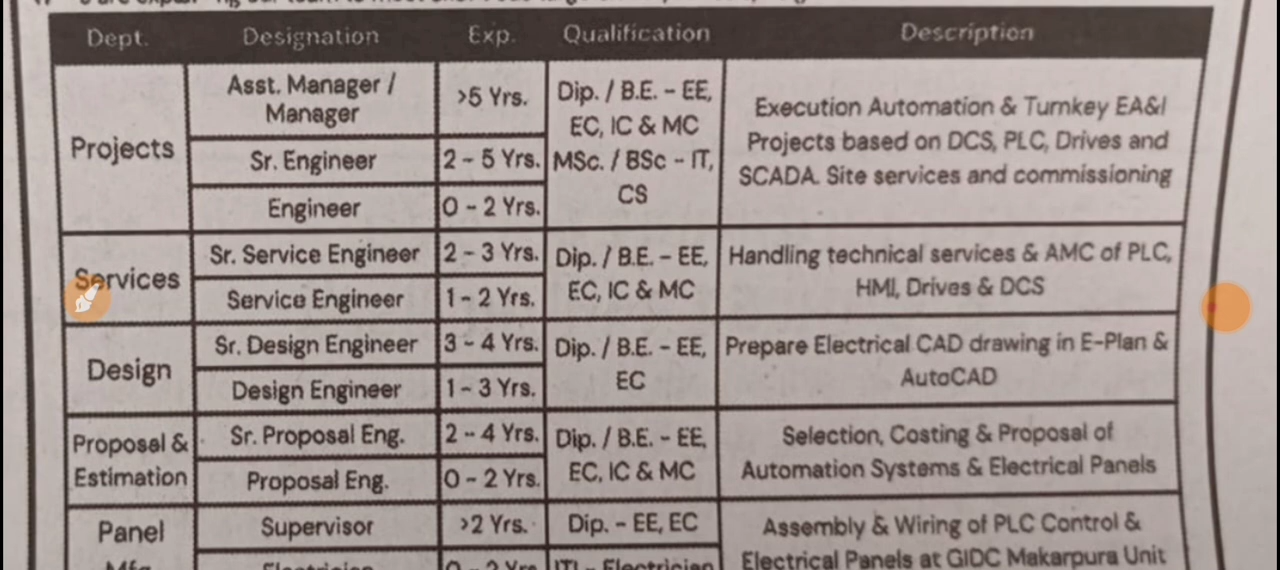 Dept. Designation Exp. Qualification Description
Projects
Asst. Manager /
Manager
>5 Yrs.
Sr. Engineer
2 - 5 Yrs.
Engineer
0 - 2 Yrs.
Dip. / B.E. - EE,
EC, IC & MC
MSc. / BSc - IT,
CS
Execution Automation & Turnkey EA&I
Projects based on DCS, PLC, Drives and
SCADA. Site services and commissioning
Services
Sr. Service Engineer
2 - 3 Yrs.
Service Engineer
1 - 2 Yrs.
Dip. / B.E. - EE,
EC, IC & MC
Handling technical services & AMC of PLC,
HMI, Drives & DCS
Design
Sr. Design Engineer
3 - 4 Yrs.
Design Engineer
1 - 3 Yrs.
Dip. / B.E. - EE,
EC
Prepare Electrical CAD drawing in E-Plan &
AutoCAD
Proposal &
Estimation
Sr. Proposal Eng.
2 - 4 Yrs.
Proposal Eng.
0 - 2 Yrs.
Dip. / B.E. - EE,
EC, IC & MC
Selection, Costing & Proposal of
Automation Systems & Electrical Panels
Panel
Supervisor
>2 Yrs.
Dip. - EE, EC
Electrician
0 - 2 Yrs.
ITI - Electrician
Assembly & Wiring of PLC Control &
Electrical Panels at GIDC Makarpura Unit